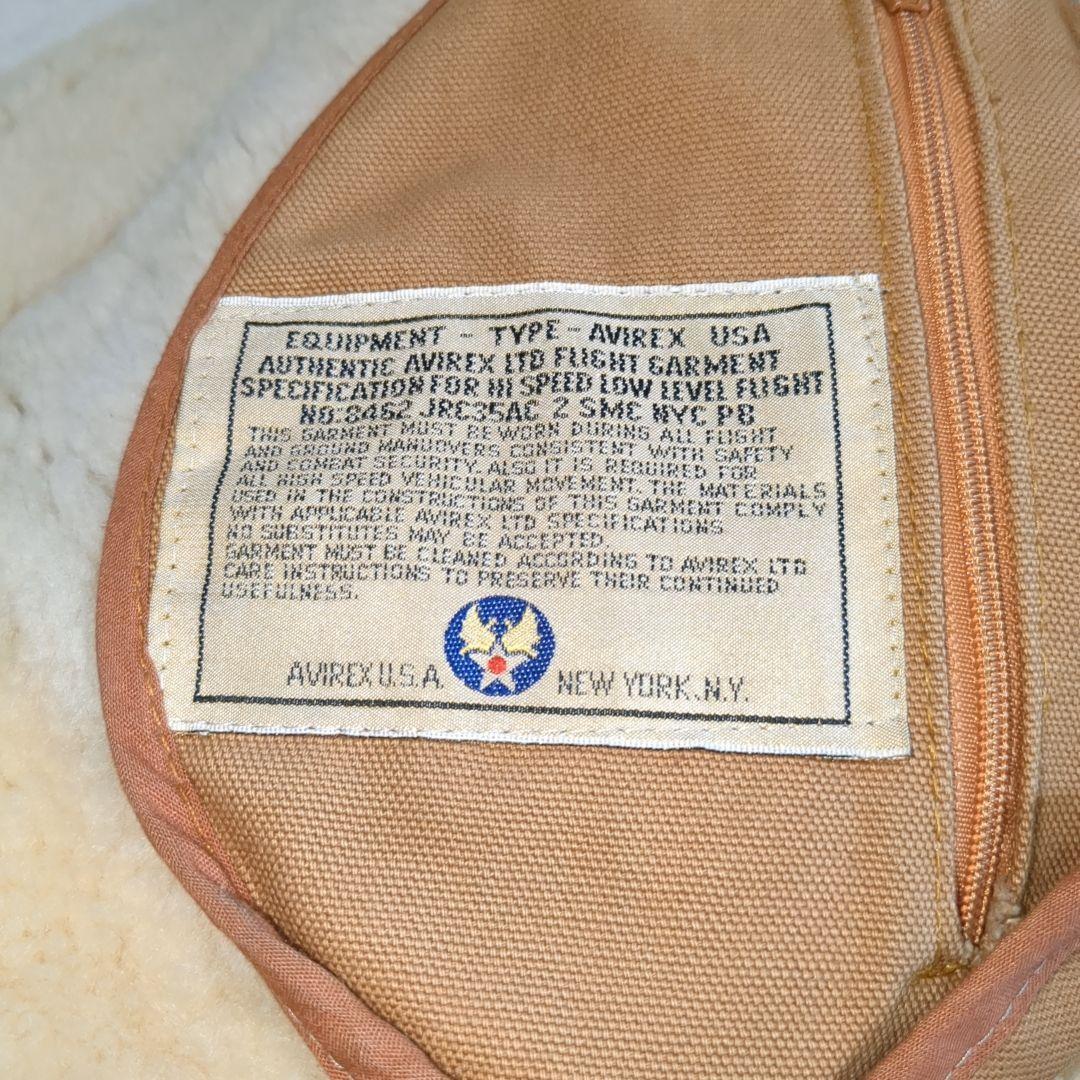 EQUIPMENT - TYPE - AVIREX USA
AUTHENTIC AVIREX LTD FLIGHT GARMENT
SPECIFICATION FOR HI SPEED LOW LEVEL FLIGHT
NO:8462 JRC35AC 2 SMC NYC PB
THIS GARMENT MUST BE WORN DURING ALL FLIGHT
AND GROUND MANUOVERS CONSISTENT WITH SAFETY
AND COMBAT SECURITY. ALSO IT IS REQUIRED FOR
ALL HIGH SPEED VEHICULAR MOVEMENT. THE MATERIALS
USED IN THE CONSTRUCTIONS OF THIS GARMENT COMPLY
WITH APPLICABLE AVIREX LTD SPECIFICATIONS
NO SUBSTITUTES MAY BE ACCEPTED.
GARMENT MUST BE CLEANED ACCORDING TO AVIREX LTD
CARE INSTRUCTIONS TO PRESERVE THEIR CONTINUED
USEFULNESS.
AVIREX U.S.A. NEW YORK. N.Y.